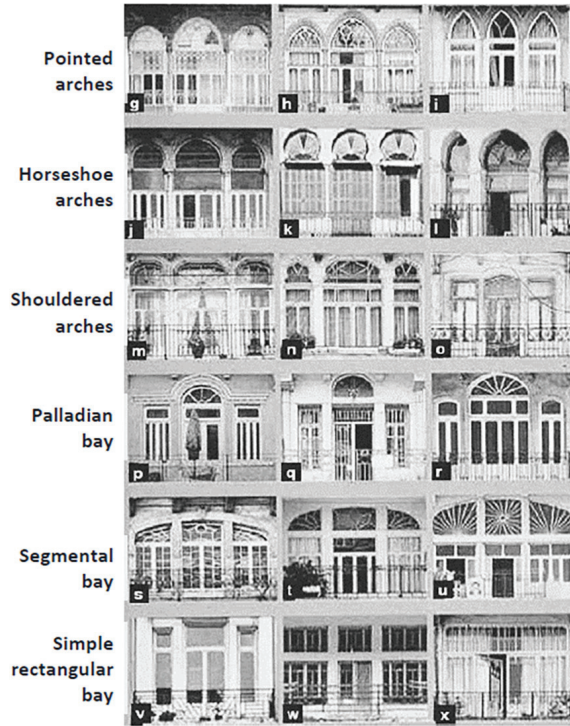 Pointed
arches
g h i
Horseshoe
arches
j k l
Shouldered
arches
m n o
Palladian
bay
p q r
Segmental
bay
s t u
Simple
rectangular
bay
v w x